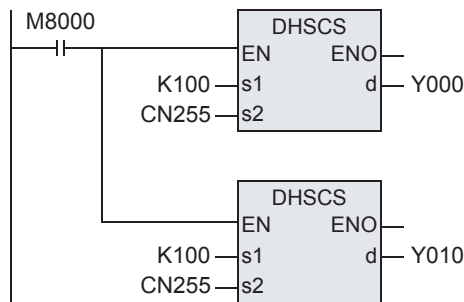 M8000
DHSCS
EN ENO
K100 s1 d Y000
CN255 s2
DHSCS
EN ENO
K100 s1 d Y010
CN255 s2